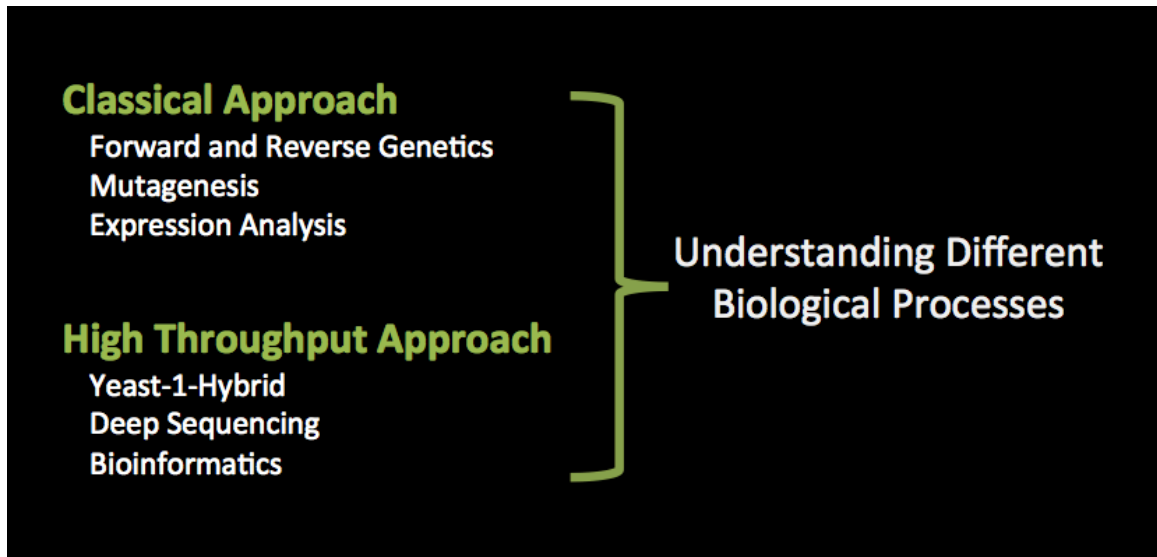 Classical Approach
Forward and Reverse Genetics
Mutagenesis
Expression Analysis
High Throughput Approach
Yeast-1-Hybrid
Deep Sequencing
Bioinformatics
Understanding Different
Biological Processes